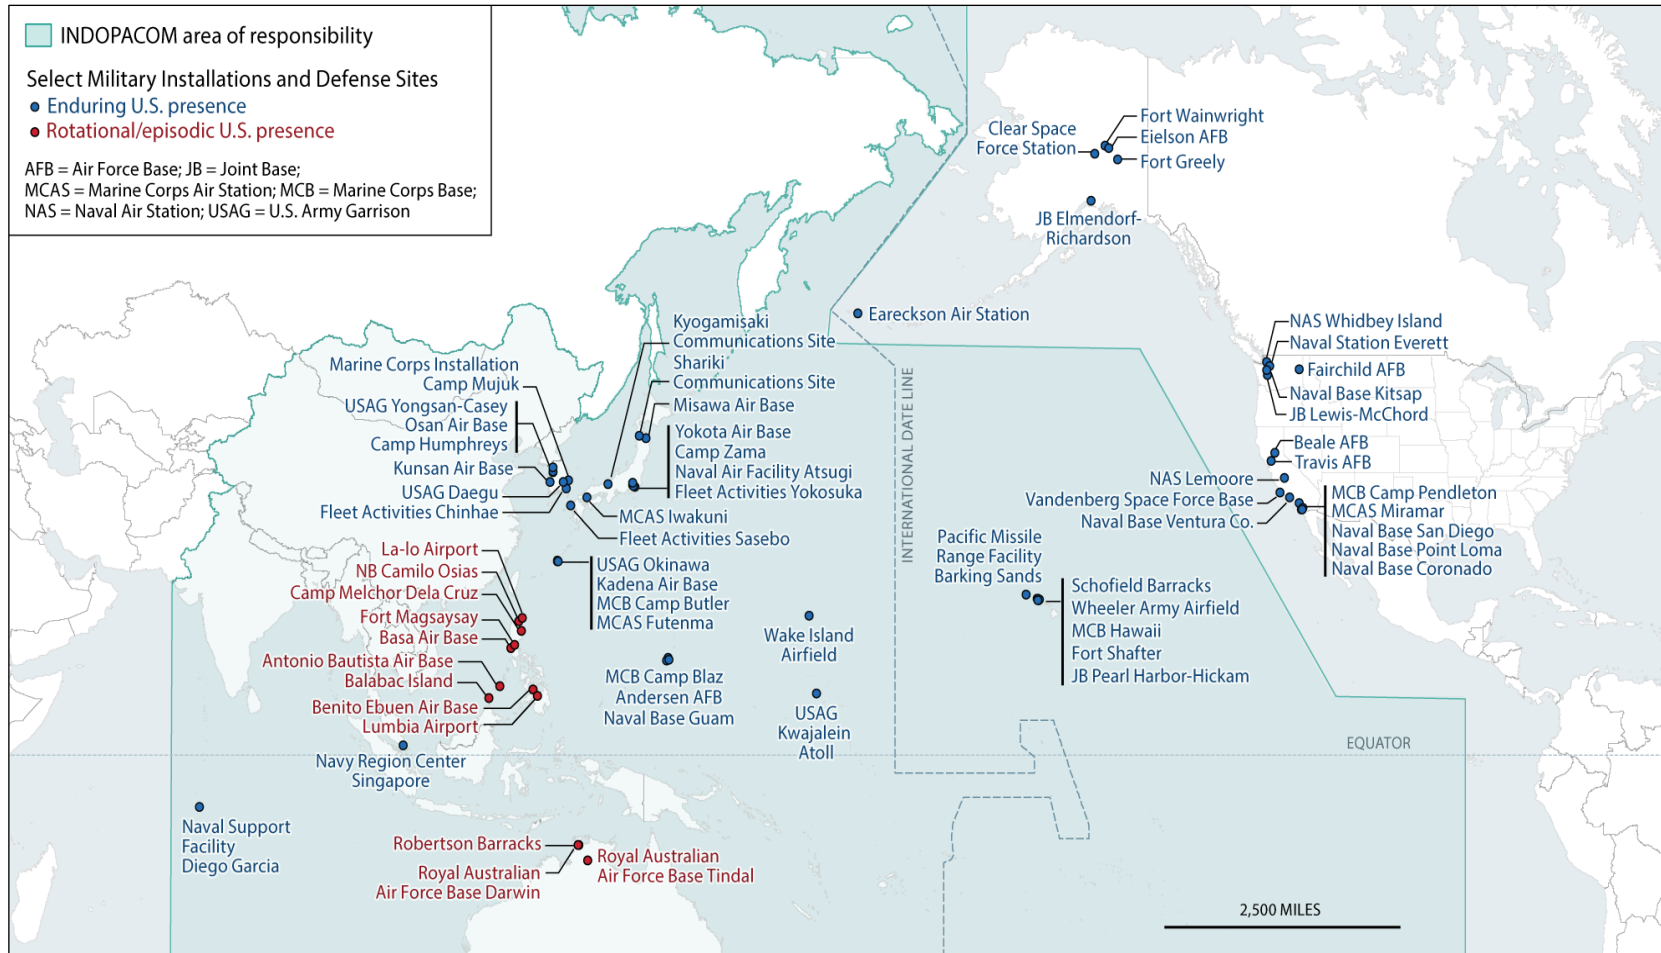 INDOPACOM area of responsibility
Select Military Installations and Defense Sites
Enduring U.S. presence
Rotational/episodic U.S. presence
AFB = Air Force Base; JB = Joint Base;
MCAS = Marine Corps Air Station; MCB = Marine Corps Base;
NAS = Naval Air Station; USAG = U.S. Army Garrison
Clear Space
Force Station
Fort Wainwright
Eielson AFB
Fort Greely
JB Elmendorf-
Richardson
Eareckson Air Station
Kyogamisaki
Communications Site
Shariki
Communications Site
Misawa Air Base
Yokota Air Base
Camp Zama
Naval Air Facility Atsugi
Fleet Activities Yokosuka
Marine Corps Installation
Camp Mujuk
USAG Yongsan-Casey
Osan Air Base
Camp Humphreys
Kunsan Air Base
USAG Daegu
Fleet Activities Chinhae
MCAS Iwakuni
Fleet Activities Sasebo
USAG Okinawa
Kadena Air Base
MCB Camp Butler
MCAS Futenma
La-lo Airport
NB Camilo Osias
Camp Melchor Dela Cruz
Fort Magsaysay
Basa Air Base
Antonio Bautista Air Base
Balabac Island
Benito Ebuen Air Base
Lumbia Airport
Navy Region Center
Singapore
Naval Support
Facility
Diego Garcia
Robertson Barracks
Royal Australian
Air Force Base Darwin
Royal Australian
Air Force Base Tindal
MCB Camp Blaz
Andersen AFB
Naval Base Guam
Wake Island
Airfield
USAG
Kwajalein
Atoll
INTERNATIONAL DATE LINE
Pacific Missile
Range Facility
Barking Sands
Schofield Barracks
Wheeler Army Airfield
MCB Hawaii
Fort Shafter
JB Pearl Harbor-Hickam
NAS Whidbey Island
Naval Station Everett
Fairchild AFB
Naval Base Kitsap
JB Lewis-McChord
Beale AFB
Travis AFB
NAS Lemoore
Vandenberg Space Force Base
Naval Base Ventura Co.
MCB Camp Pendleton
MCAS Miramar
Naval Base San Diego
Naval Base Point Loma
Naval Base Coronado
EQUATOR
2,500 MILES